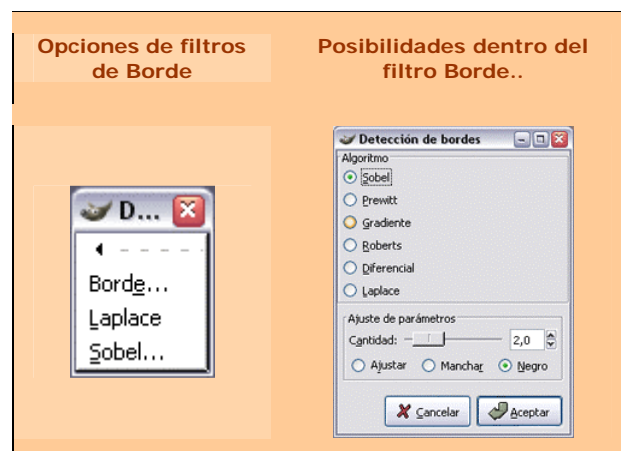 Opciones de filtros
de Borde
Posibilidades dentro del
filtro Borde..
D...
Borde...
Laplace
Sobel...
Detección de bordes
Algoritmo
Sobel
Prewitt
Gradiente
Roberts
Diferencial
Laplace
Ajuste de parámetros
Cantidad: 2,0
Ajustar Manchar Negro
Cancelar Aceptar